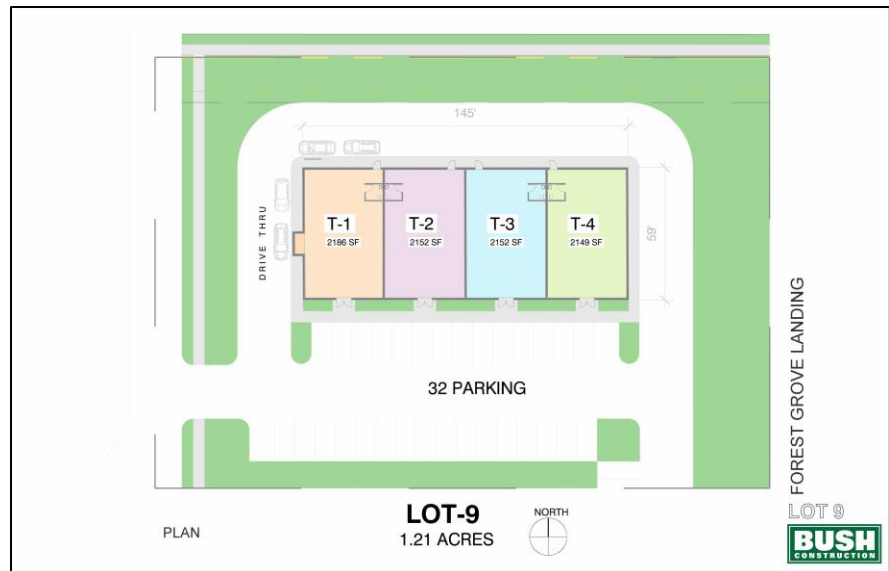 145'
DRIVE THRU
T-1
2186 SF
T-2
2152 SF
T-3
2152 SF
T-4
2149 SF
59'
32 PARKING
FOREST GROVE LANDING
PLAN
LOT-9
1.21 ACRES
NORTH
LOT 9
BUSH
CONSTRUCTION